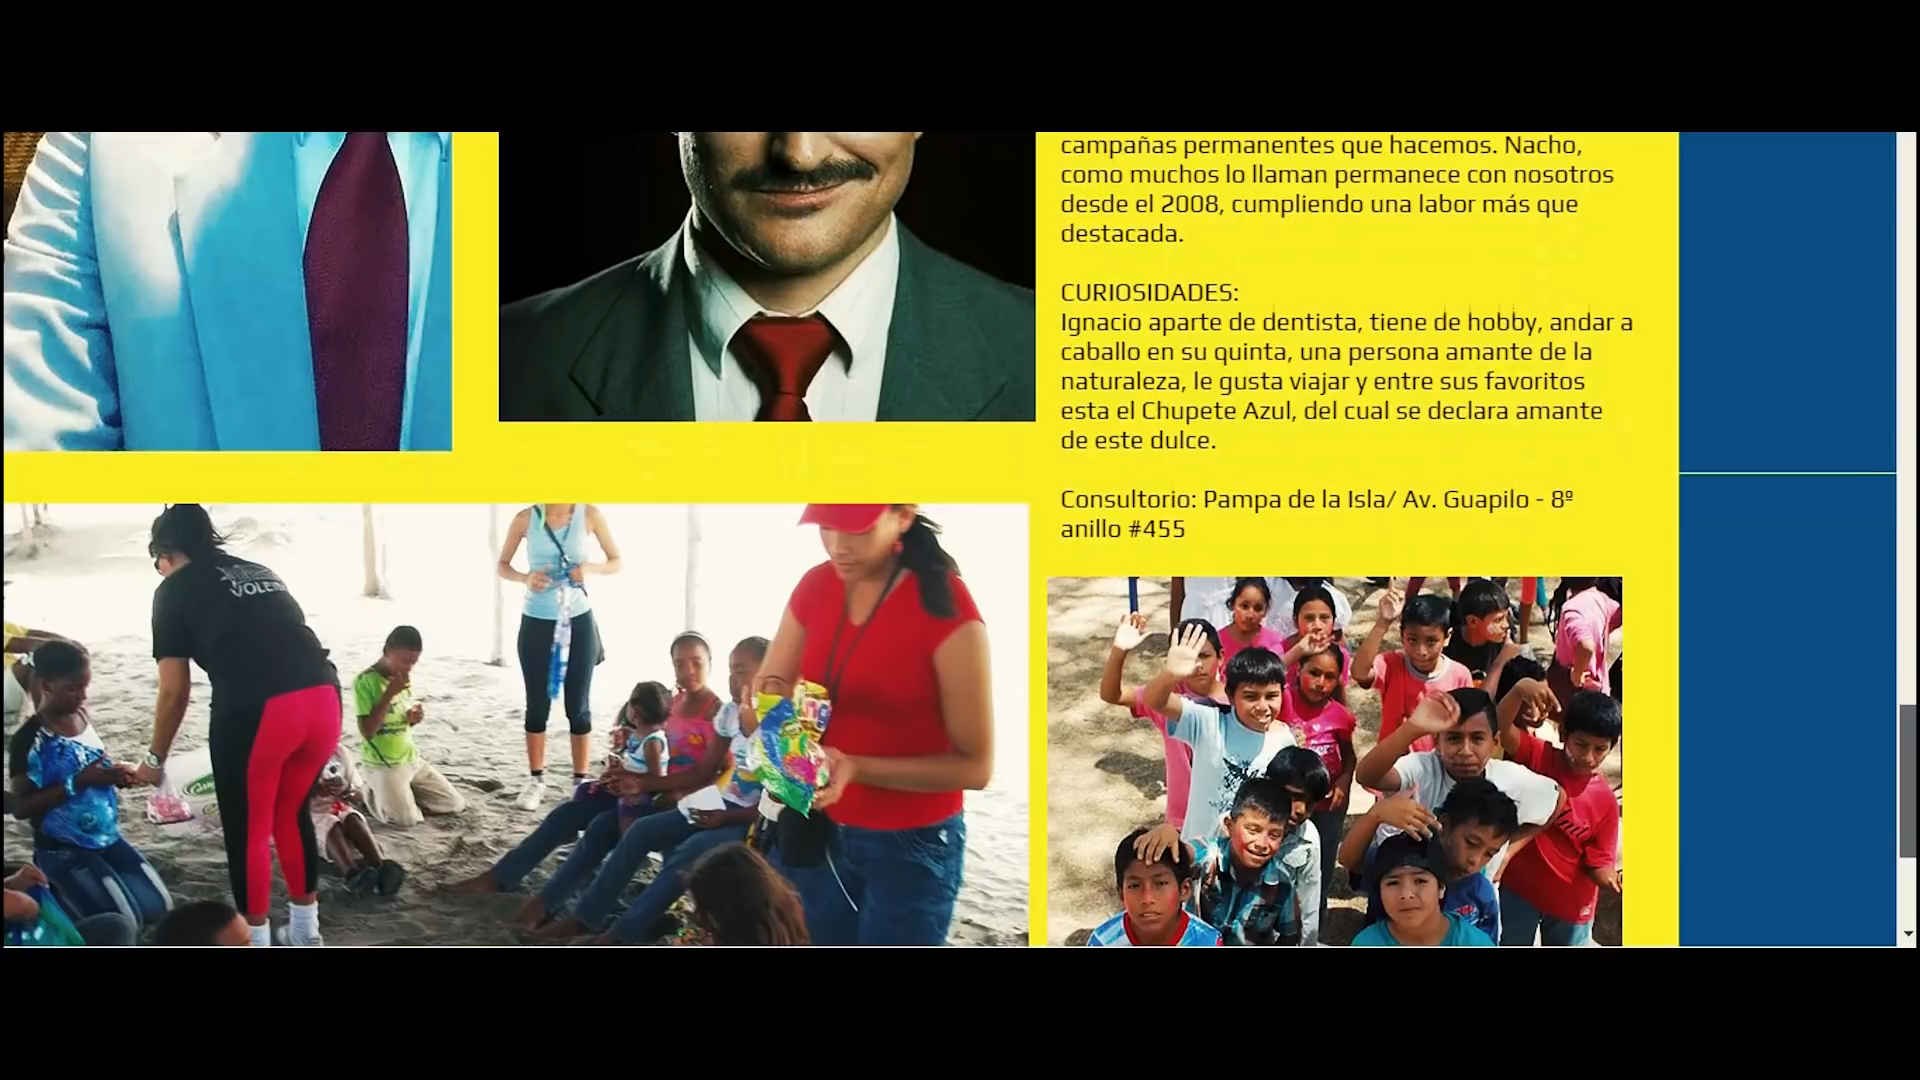 campañas permanentes que hacemos. Nacho,
como muchos lo llaman permanece con nosotros
desde el 2008, cumpliendo una labor más que
destacada.
CURIOSIDADES:
Ignacio aparte de dentista, tiene de hobby, andar a
caballo en su quinta, una persona amante de la
naturaleza, le gusta viajar y entre sus favoritos
esta el Chupete Azul, del cual se declara amante
de este dulce.
Consultorio: Pampa de la Isla/ Av. Guapilo - 8º
anillo #455